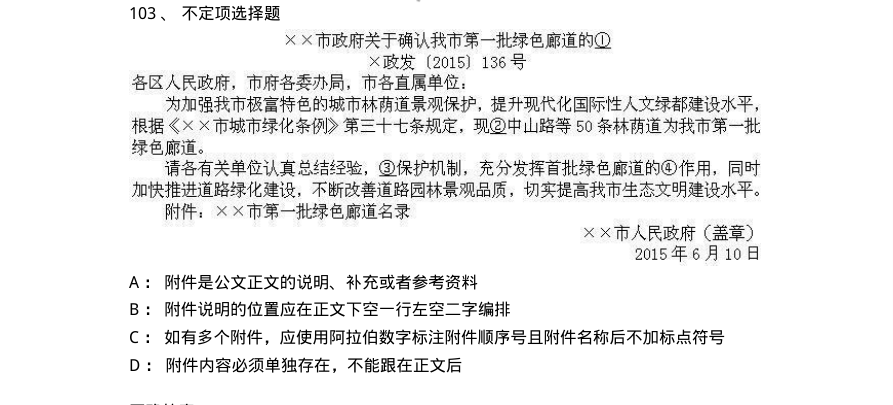 103 、 不定项选择题
××市政府关于确认我市第一批绿色廊道的①
×政发〔2015〕136 号
各区人民政府，市府各委办局，市各直属单位：
为加强我市极富特色的城市林荫道景观保护，提升现代化国际性人文绿都建设水平，
根据《××市城市绿化条例》第三十七条规定，现②中山路等 50 条林荫道为我市第一批
绿色廊道。
请各有关单位认真总结经验，③保护机制，充分发挥首批绿色廊道的④作用，同时
加快推进道路绿化建设，不断改善道路园林景观品质，切实提高我市生态文明建设水平。
附件：××市第一批绿色廊道名录
××市人民政府（盖章）
2015 年 6 月 10 日
A ： 附件是公文正文的说明、补充或者参考资料
B ： 附件说明的位置应在正文下空一行左空二字编排
C ： 如有多个附件，应使用阿拉伯数字标注附件顺序号且附件名称后不加标点符号
D ： 附件内容必须单独存在，不能跟在正文后